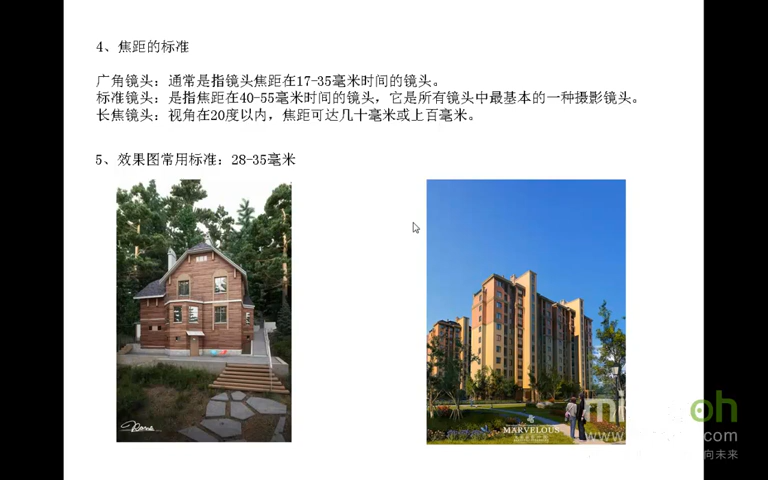 4、焦距的标准
广角镜头：通常是指镜头焦距在17-35毫米时间的镜头。
标准镜头：是指焦距在40-55毫米时间的镜头，它是所有镜头中最基本的一种摄影镜头。
长焦镜头：视角在20度以内，焦距可达几十毫米或上百毫米。
5、效果图常用标准：28-35毫米
MARVELOUS
oh
www.
.com
向未来